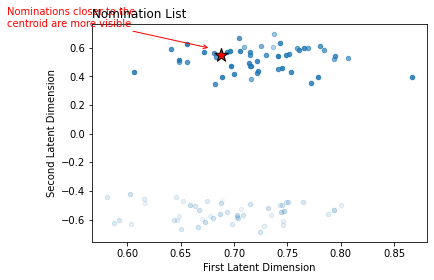 Nominations closer to the
centroid are more visible
Nomination List
Second Latent Dimension
0.6
0.4
0.2
0.0
−0.2
−0.4
−0.6
0.60
0.65
0.70
0.75
0.80
0.85
First Latent Dimension